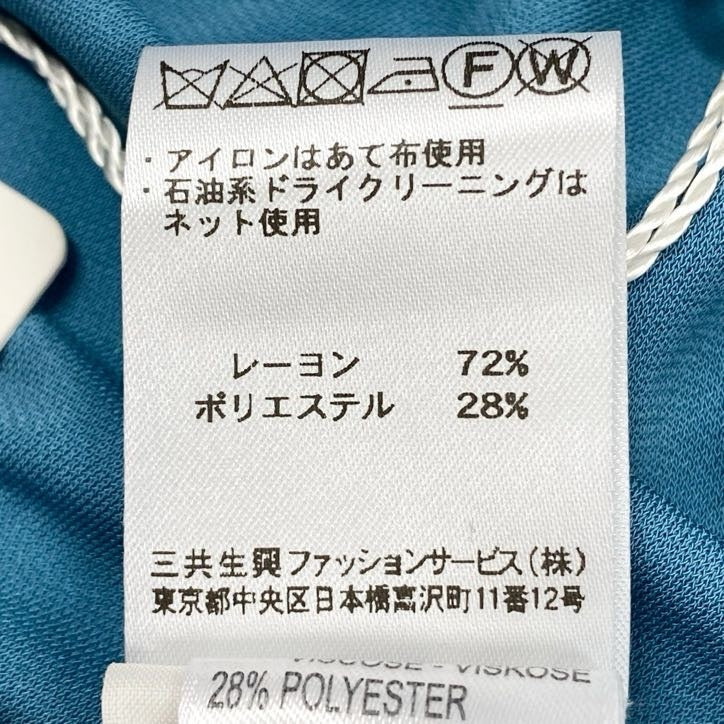 F W
・アイロンはあて布使用
・石油系ドライクリーニングは
ネット使用
レーヨン 72%
ポリエステル 28%
三共生興ファッションサービス(株)
東京都中央区日本橋富沢町11番12号
VISCOSE - VISKOSE
28% POLYESTER